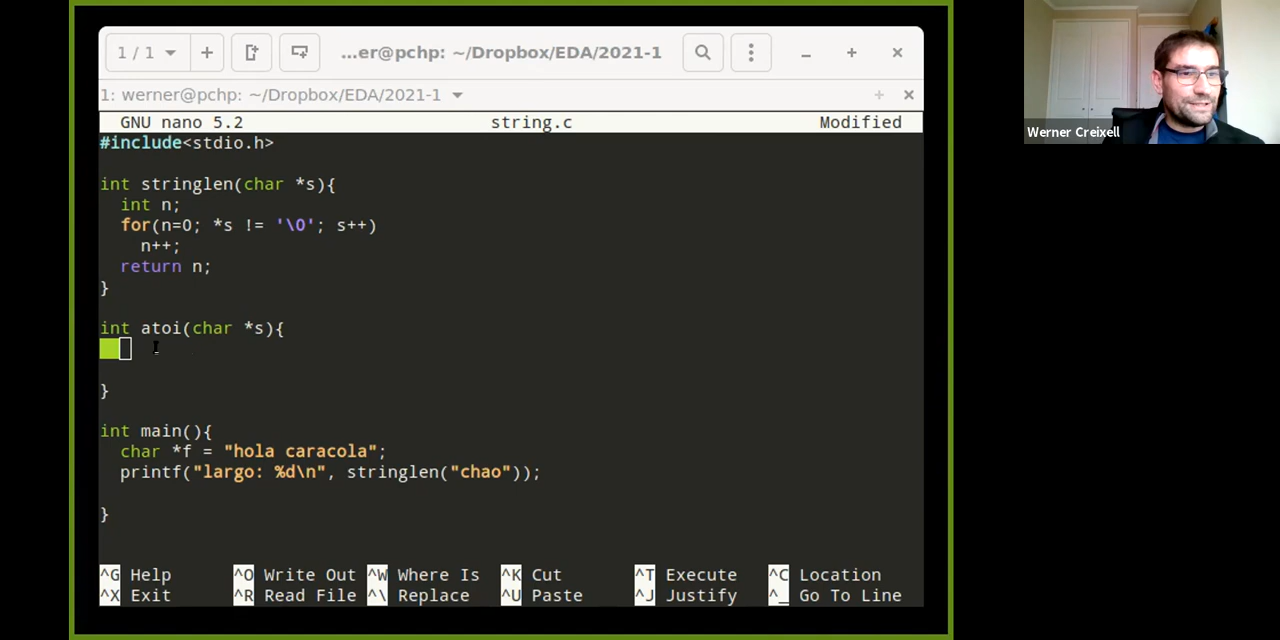 1 / 1
...er@pchp: ~/Dropbox/EDA/2021-1
1: werner@pchp: ~/Dropbox/EDA/2021-1
GNU nano 5.2 string.c Modified
#include<stdio.h>
int stringlen(char *s){
int n;
for(n=0; *s != '\0'; s++)
n++;
return n;
}
int atoi(char *s){
}
int main(){
char *f = "hola caracola";
printf("largo: %d\n", stringlen("chao"));
}
^G Help ^O Write Out ^W Where Is ^K Cut ^T Execute ^C Location
^X Exit ^R Read File ^\ Replace ^U Paste ^J Justify ^_ Go To Line
Werner Creixell